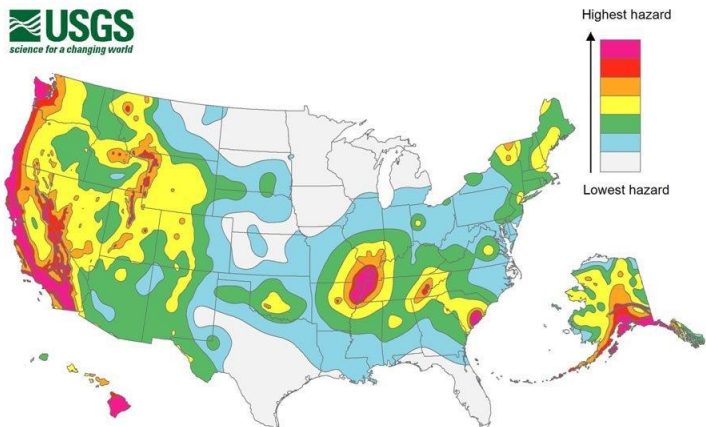 USGS
science for a changing world
Highest hazard
Lowest hazard